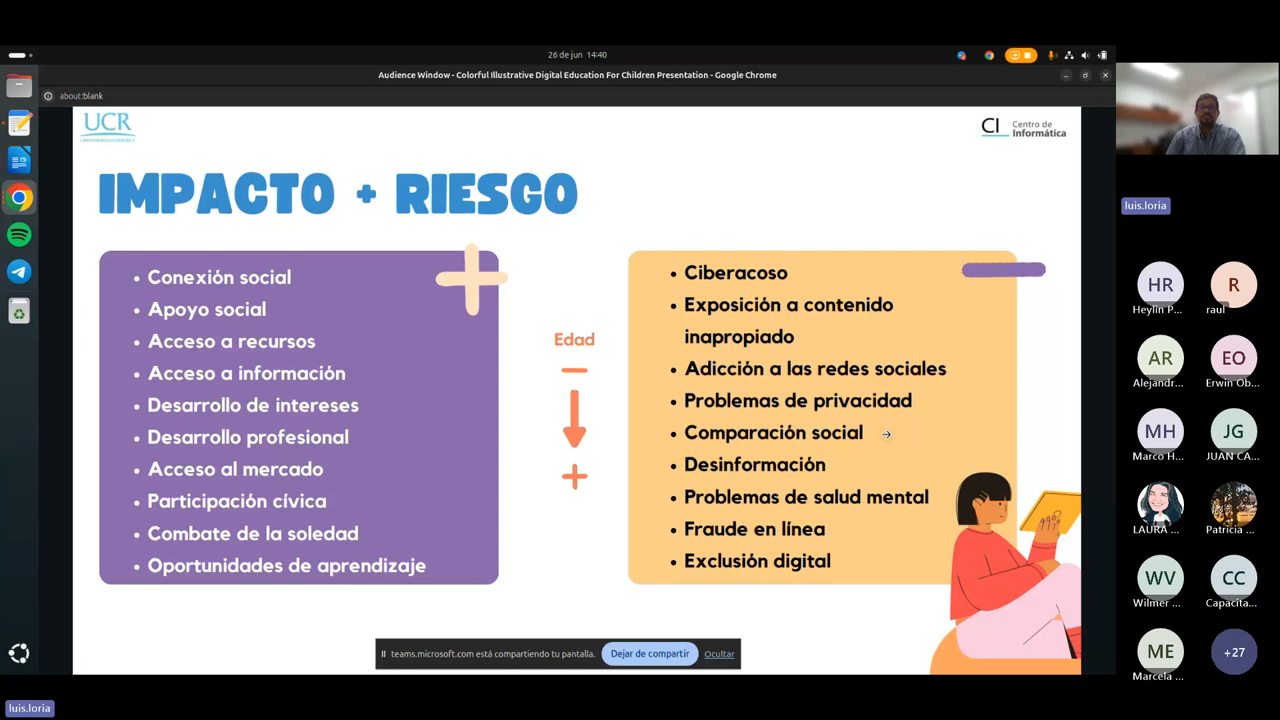 26 de jun 14:40
Audience Window - Colorful Illustrative Digital Education For Children Presentation - Google Chrome
about:blank
UCR
CI Centro de
Informática
IMPACTO + RIESGO
• Conexión social
• Apoyo social
• Acceso a recursos
• Acceso a información
• Desarrollo de intereses
• Desarrollo profesional
• Acceso al mercado
• Participación cívica
• Combate de la soledad
• Oportunidades de aprendizaje
Edad
• Ciberacoso
• Exposición a contenido
inapropiado
• Adicción a las redes sociales
• Problemas de privacidad
• Comparación social
• Desinformación
• Problemas de salud mental
• Fraude en línea
• Exclusión digital
teams.microsoft.com está compartiendo tu pantalla.
Dejar de compartir
Ocultar
luis.loria
HR
Heylin P...
R
raul
AR
Alejandr...
EO
Erwin Ob...
MH
Marco H...
JG
JUAN CA...
LAURA ...
Patricia ...
WV
Wilmer ...
CC
Capacita...
ME
Marcela ...
+27
luis.loria